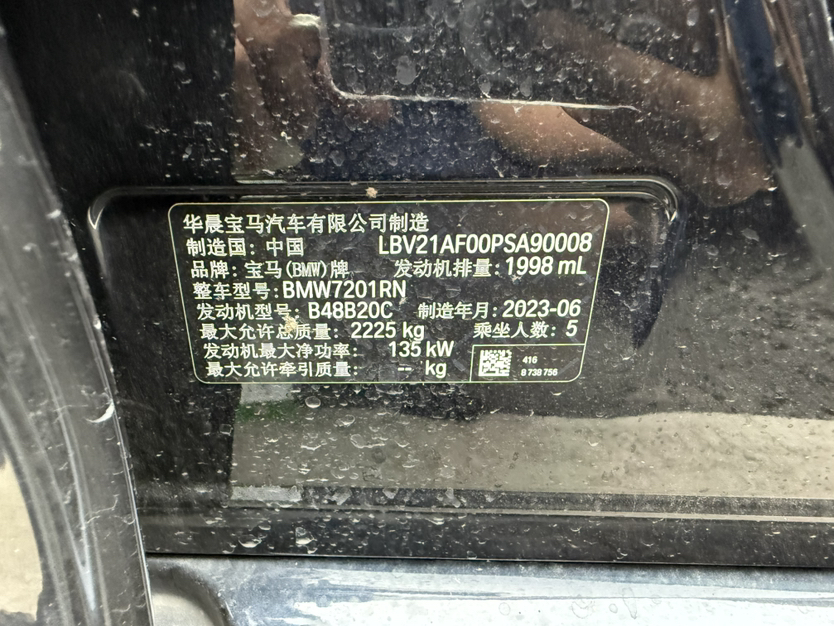 华晨宝马汽车有限公司制造
制造国: 中国 LBV21AF00PSA90008
品牌: 宝马(BMW)牌 发动机排量: 1998 mL
整车型号: BMW7201RN
发动机型号: B48B20C 制造年月: 2023-06
最大允许总质量: 2225 kg 乘坐人数: 5
发动机最大净功率: 135 kW
最大允许牵引质量: -- kg
416
8 738 756